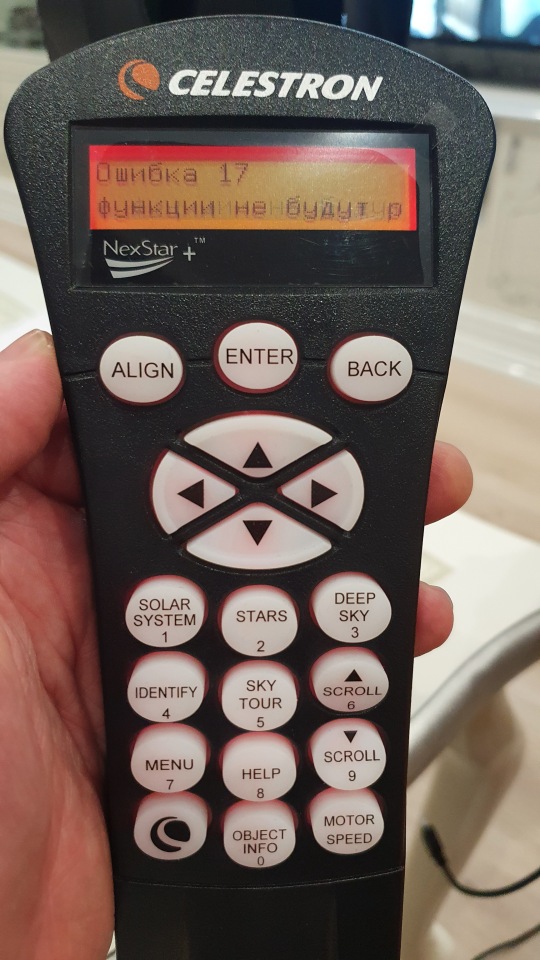 CELESTRON
Ошибка 17
функции не будут р
NexStar+™
ALIGN
ENTER
BACK
SOLAR
SYSTEM
1
STARS
2
DEEP
SKY
3
IDENTIFY
4
SKY
TOUR
5
SCROLL
6
MENU
7
HELP
8
SCROLL
9
OBJECT
INFO
0
MOTOR
SPEED